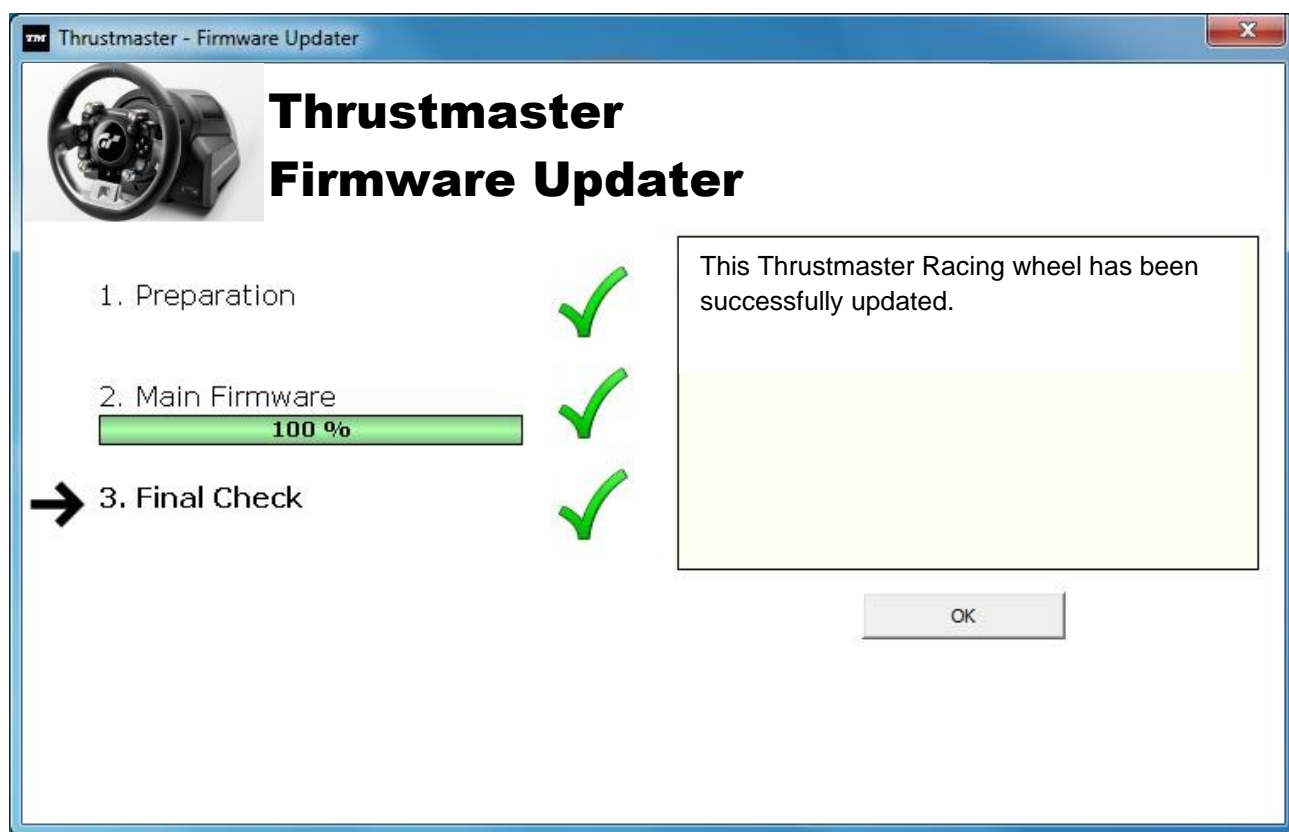 TM Thrustmaster - Firmware Updater
Thrustmaster
Firmware Updater
1. Preparation
2. Main Firmware
100 %
3. Final Check
This Thrustmaster Racing wheel has been
successfully updated.
OK